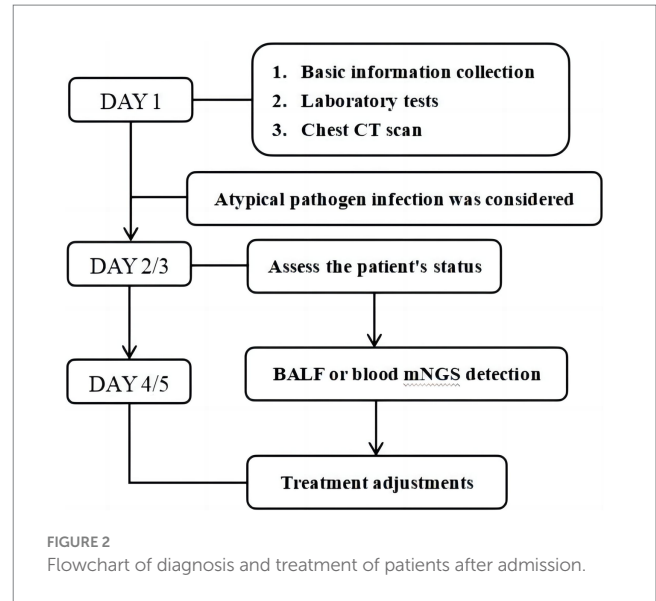 DAY 1
1. Basic information collection
2. Laboratory tests
3. Chest CT scan
Atypical pathogen infection was considered
DAY 2/3
Assess the patient's status
DAY 4/5
BALF or blood mNGS detection
Treatment adjustments
FIGURE 2
Flowchart of diagnosis and treatment of patients after admission.